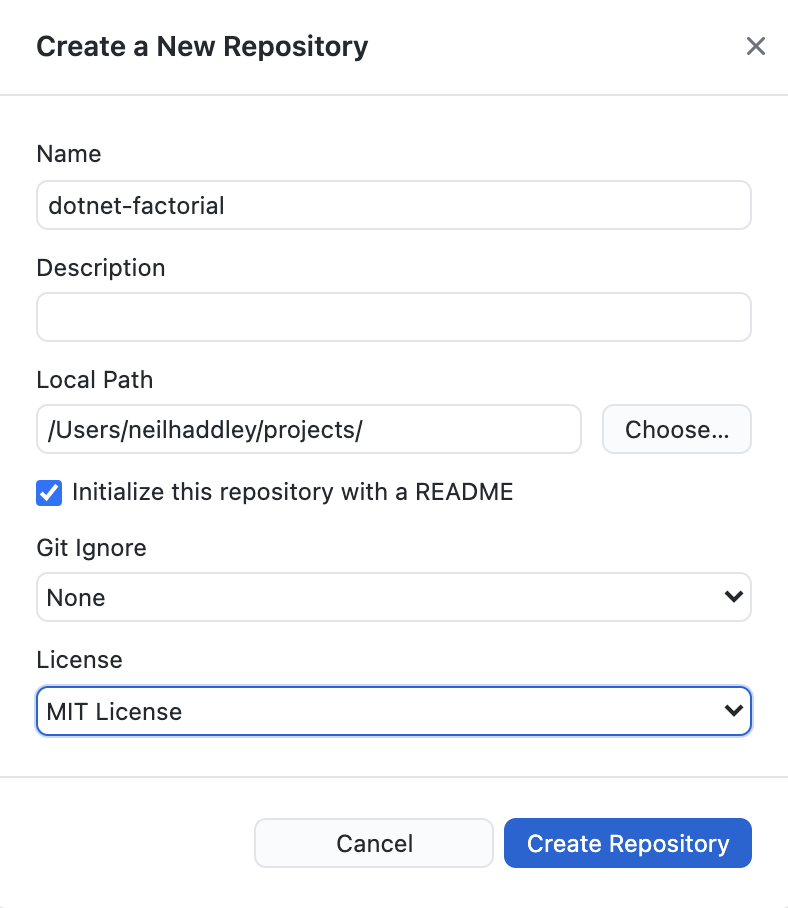 Create a New Repository
Name
dotnet-factorial
Description
Local Path
/Users/neilhaddley/projects/
Choose...
Initialize this repository with a README
Git Ignore
None
License
MIT License
Cancel
Create Repository